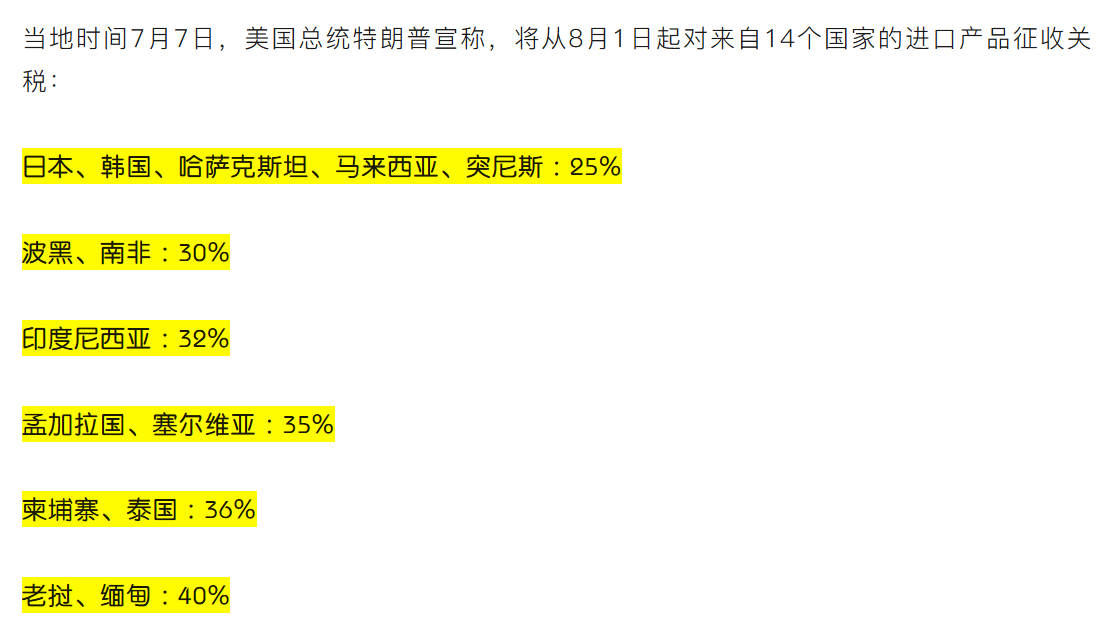 当地时间7月7日，美国总统特朗普宣称，将从8月1日起对来自14个国家的进口产品征收关
税：
日本、韩国、哈萨克斯坦、马来西亚、突尼斯：25%
波黑、南非：30%
印度尼西亚：32%
孟加拉国、塞尔维亚：35%
柬埔寨、泰国：36%
老挝、缅甸：40%